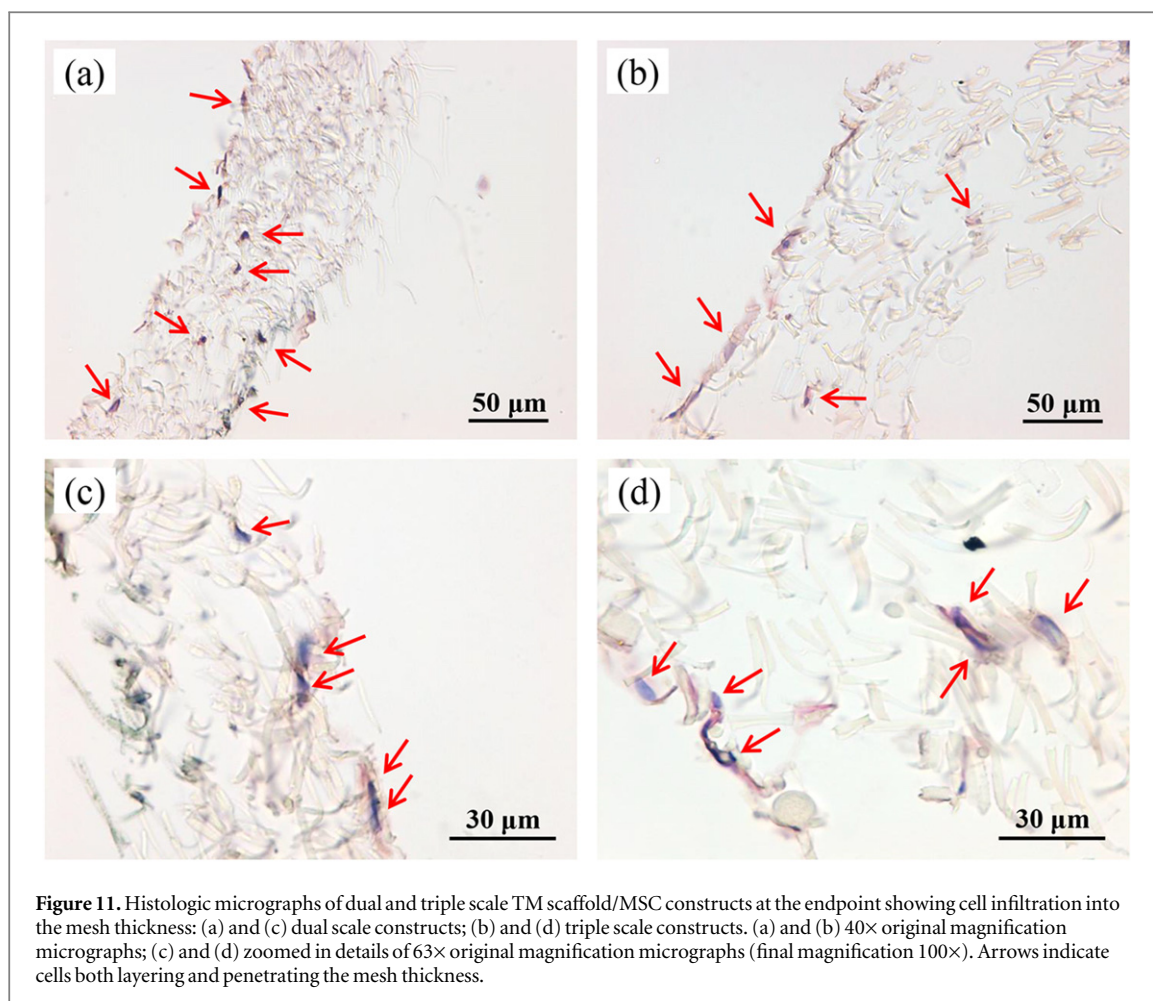 (a)
(b)
50 µm
50 µm
(c)
(d)
30 µm
30 µm
Figure 11. Histologic micrographs of dual and triple scale TM scaffold/MSC constructs at the endpoint showing cell infiltration into
the mesh thickness: (a) and (c) dual scale constructs; (b) and (d) triple scale constructs. (a) and (b) 40× original magnification
micrographs; (c) and (d) zoomed in details of 63× original magnification micrographs (final magnification 100×). Arrows indicate
cells both layering and penetrating the mesh thickness.